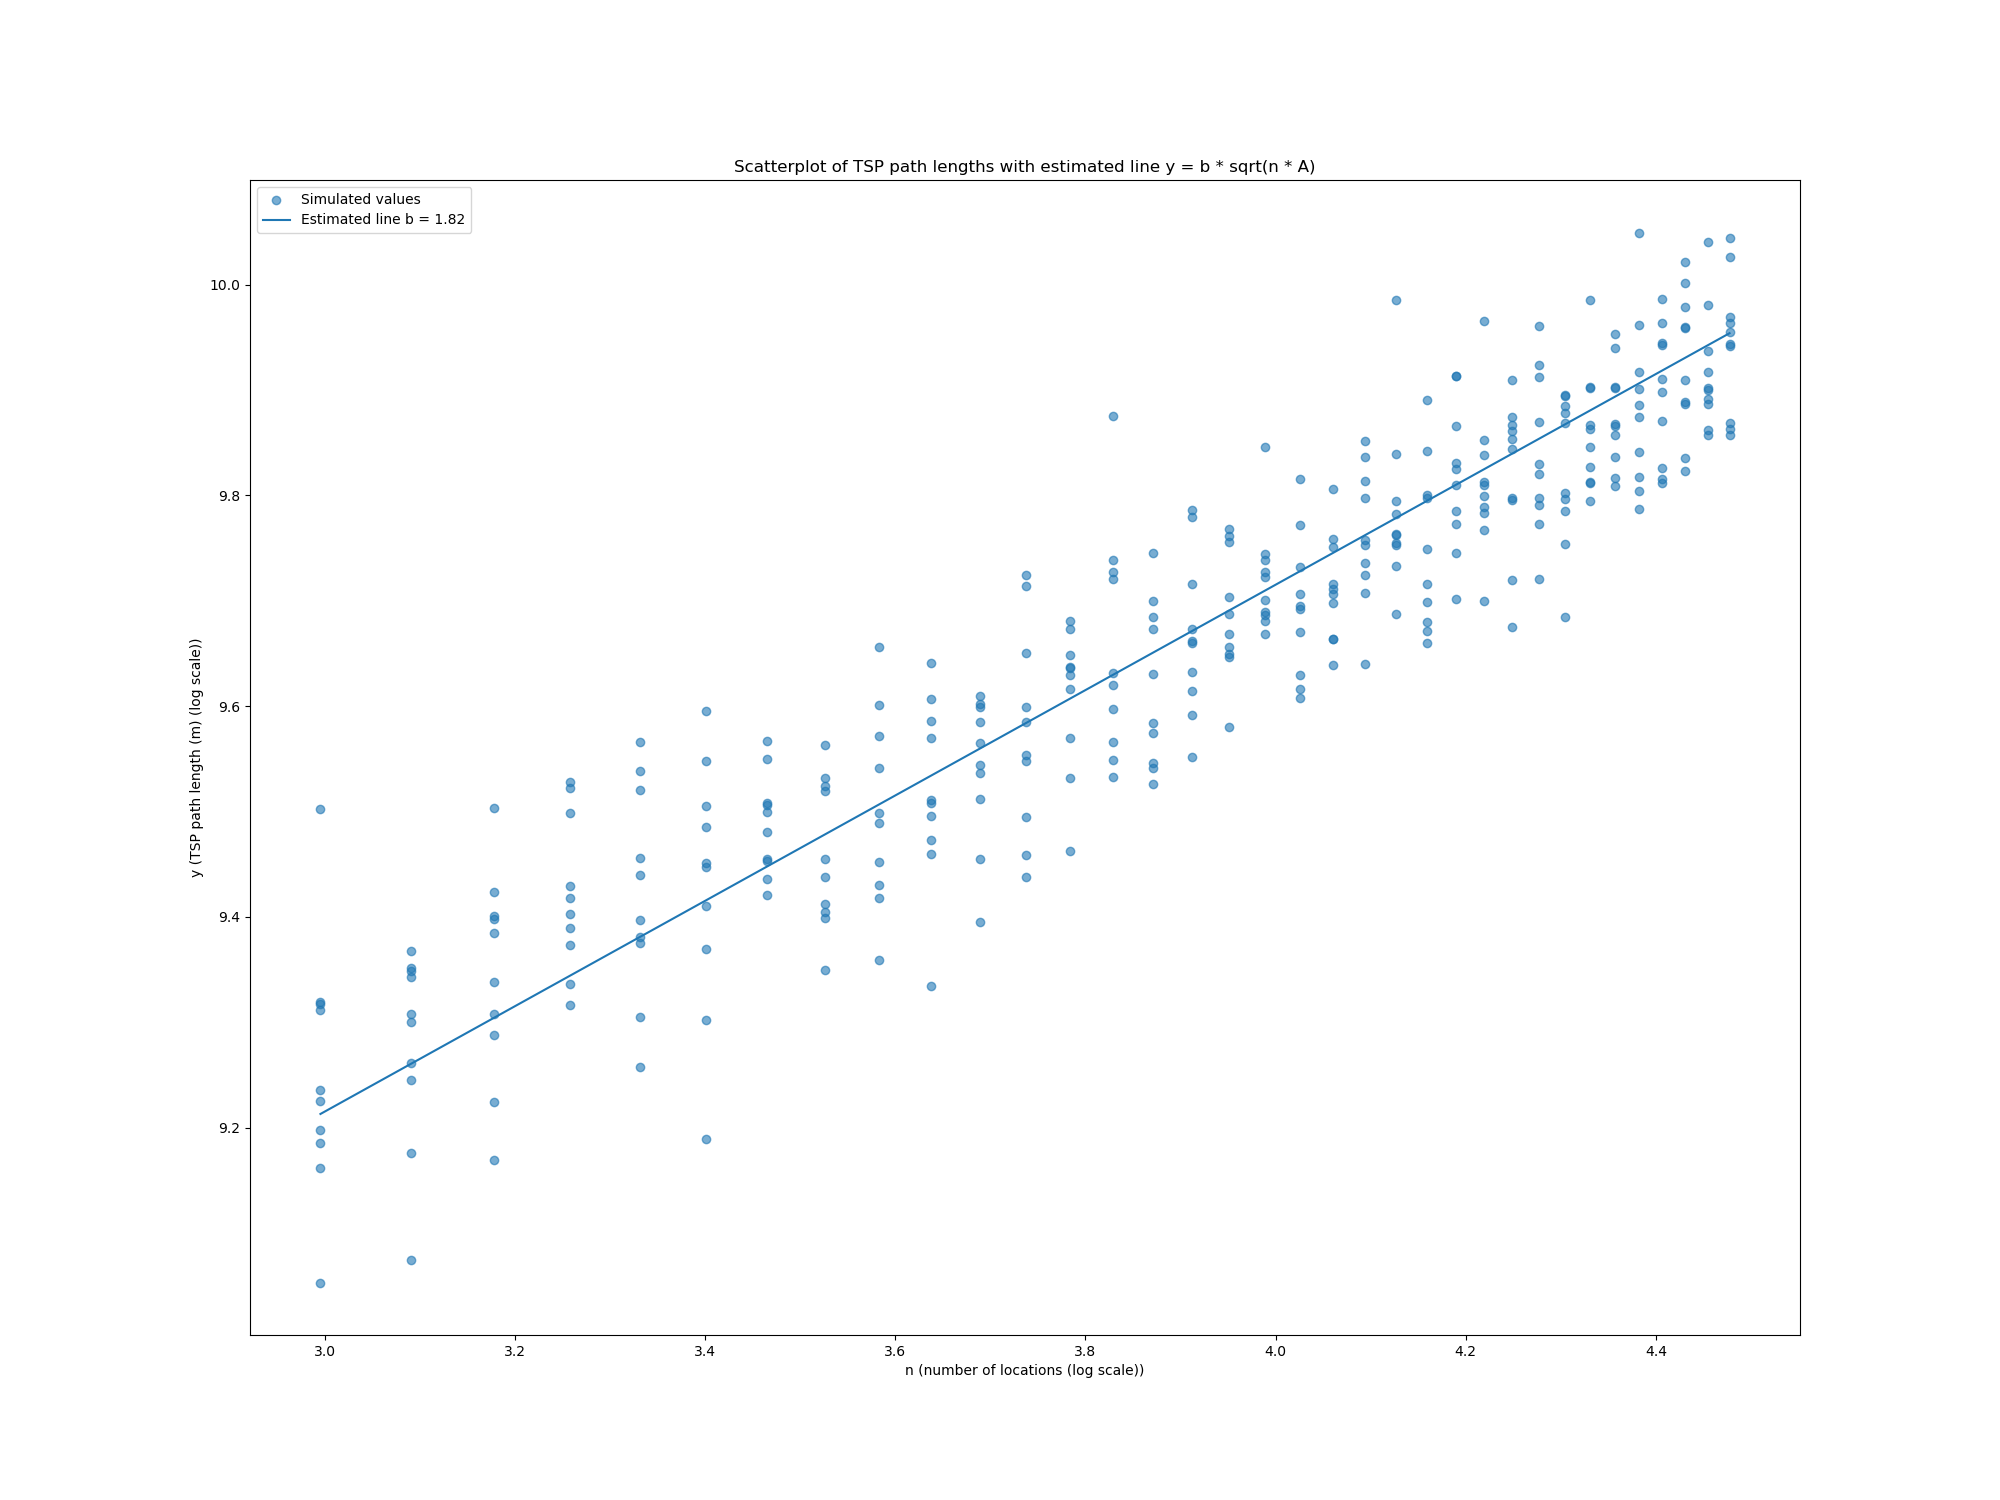 Scatterplot of TSP path lengths with estimated line y = b * sqrt(n * A)
Simulated values
Estimated line b = 1.82
10.0
9.8
9.6
9.4
9.2
y (TSP path length (m) (log scale))
3.0 3.2 3.4 3.6 3.8 4.0 4.2 4.4
n (number of locations (log scale))